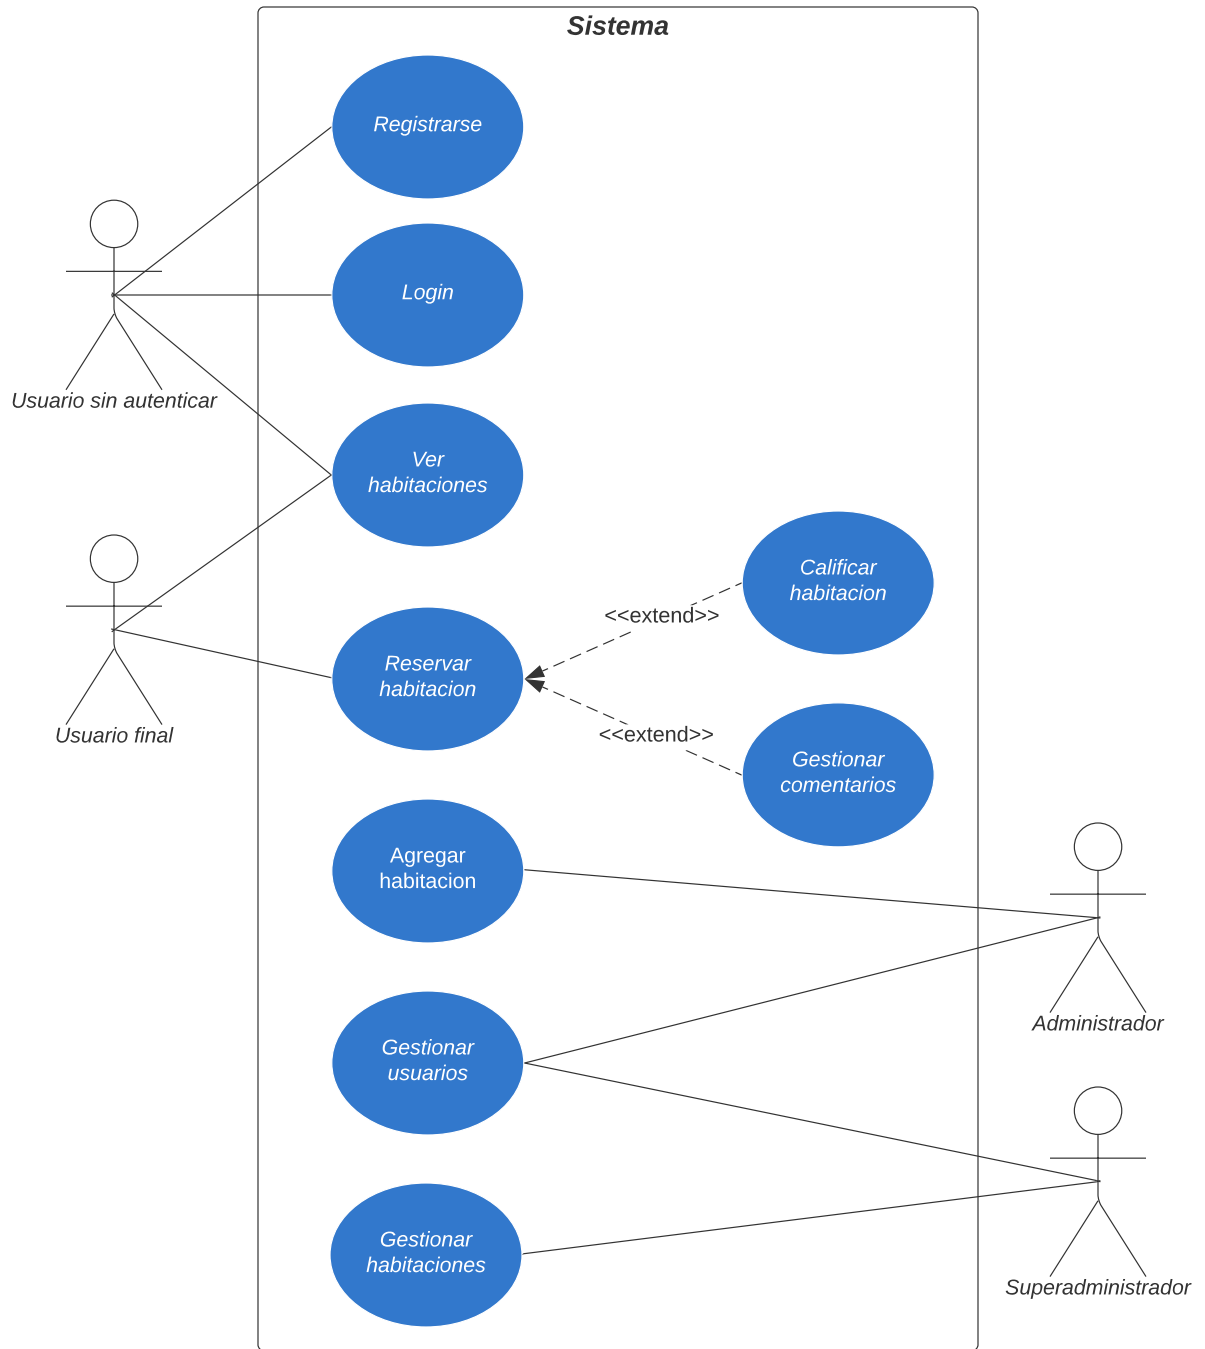 Sistema
Registrarse
Login
Usuario sin autenticar
Ver
habitaciones
Calificar
habitacion
<<extend>>
Reservar
habitacion
Usuario final
<<extend>>
Gestionar
comentarios
Agregar
habitacion
Administrador
Gestionar
usuarios
Gestionar
habitaciones
Superadministrador